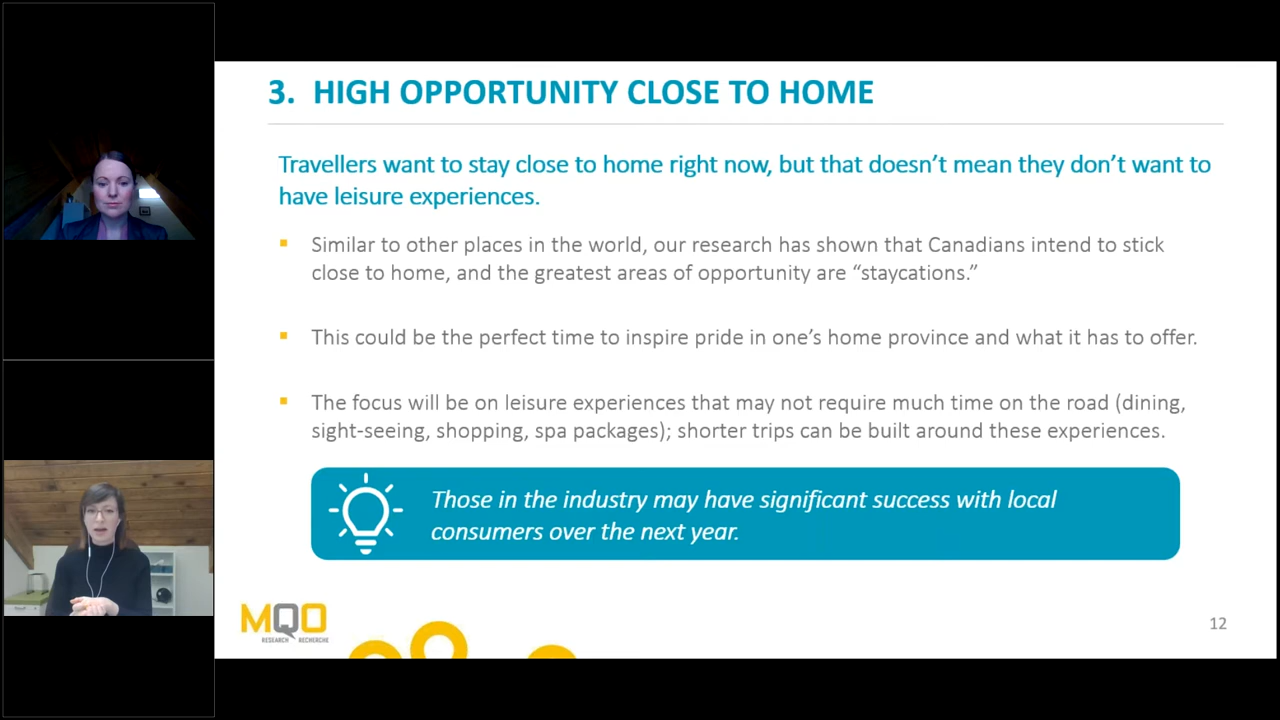 3. HIGH OPPORTUNITY CLOSE TO HOME
Travellers want to stay close to home right now, but that doesn’t mean they don’t want to
have leisure experiences.
Similar to other places in the world, our research has shown that Canadians intend to stick
close to home, and the greatest areas of opportunity are “staycations.”
This could be the perfect time to inspire pride in one’s home province and what it has to offer.
The focus will be on leisure experiences that may not require much time on the road (dining,
sight-seeing, shopping, spa packages); shorter trips can be built around these experiences.
Those in the industry may have significant success with local
consumers over the next year.
MQO
RESEARCH RECHERCHE
12